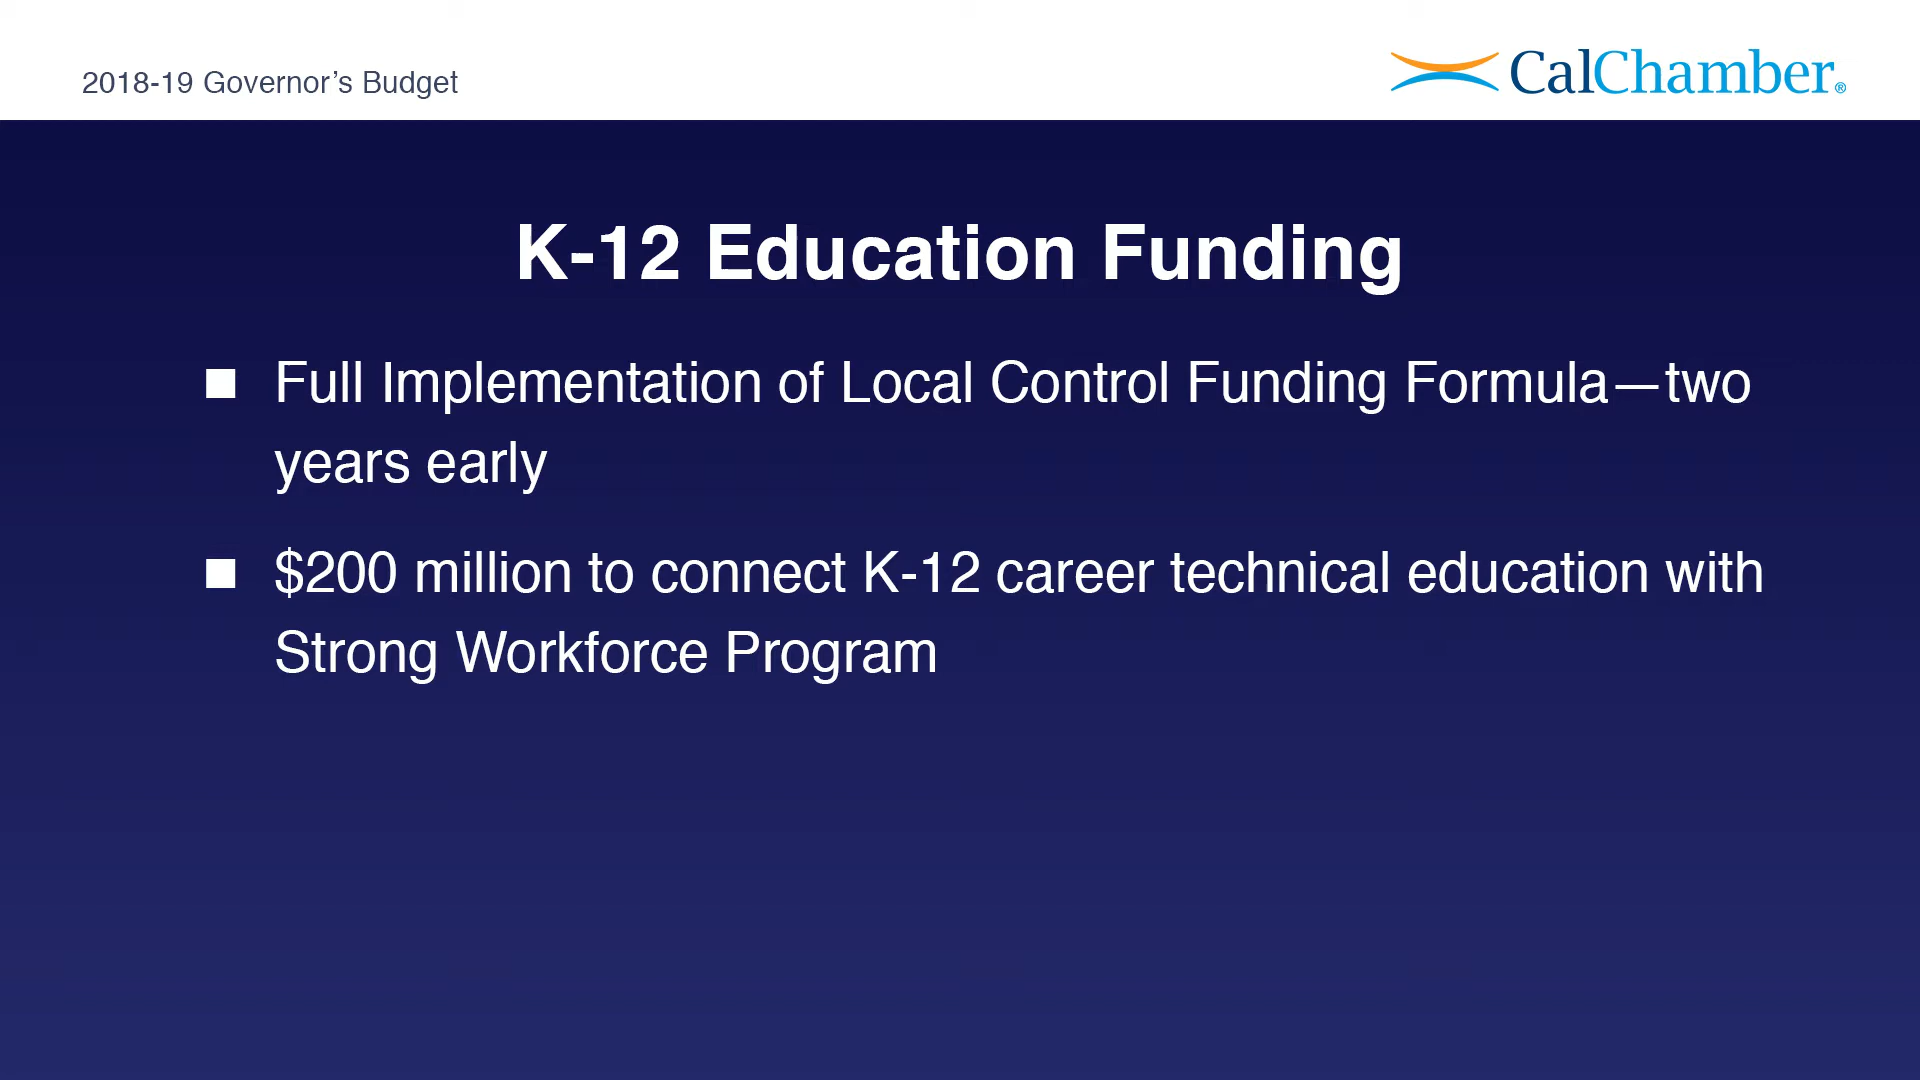 2018-19 Governor’s Budget
CalChamber®
K-12 Education Funding
■ Full Implementation of Local Control Funding Formula—two
years early
■ $200 million to connect K-12 career technical education with
Strong Workforce Program